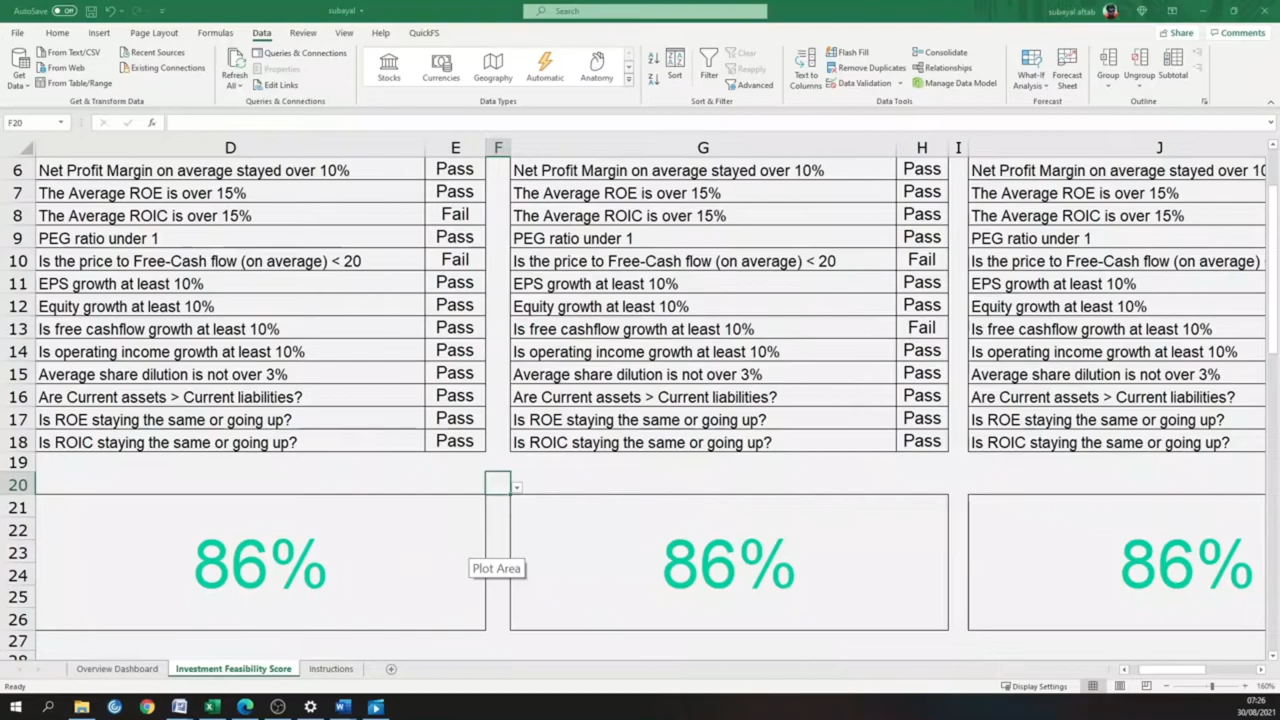 AutoSave Off subayal Search subayal aftab
File Home Insert Page Layout Formulas Data Review View Help QuickFS Share Comments
Get Data From Text/CSV Recent Sources
From Web Existing Connections
From Table/Range
Get & Transform Data
Refresh All Queries & Connections
Properties
Edit Links
Queries & Connections
Stocks Currencies Geography Automatic Anatomy
Data Types
Sort Filter Clear
Reapply
Advanced
Sort & Filter
Text to Columns Flash Fill Consolidate
Remove Duplicates Relationships
Data Validation Manage Data Model
Data Tools
What-If Analysis Forecast Sheet
Forecast
Group Ungroup Subtotal
Outline
F20 fx
D E F G H I J
6 Net Profit Margin on average stayed over 10% Pass Net Profit Margin on average stayed over 10% Pass Net Profit Margin on average stayed over 10
7 The Average ROE is over 15% Pass The Average ROE is over 15% Pass The Average ROE is over 15%
8 The Average ROIC is over 15% Fail The Average ROIC is over 15% Pass The Average ROIC is over 15%
9 PEG ratio under 1 Pass PEG ratio under 1 Pass PEG ratio under 1
10 Is the price to Free-Cash flow (on average) < 20 Fail Is the price to Free-Cash flow (on average) < 20 Fail Is the price to Free-Cash flow (on average)
11 EPS growth at least 10% Pass EPS growth at least 10% Pass EPS growth at least 10%
12 Equity growth at least 10% Pass Equity growth at least 10% Pass Equity growth at least 10%
13 Is free cashflow growth at least 10% Pass Is free cashflow growth at least 10% Fail Is free cashflow growth at least 10%
14 Is operating income growth at least 10% Pass Is operating income growth at least 10% Pass Is operating income growth at least 10%
15 Average share dilution is not over 3% Pass Average share dilution is not over 3% Pass Average share dilution is not over 3%
16 Are Current assets > Current liabilities? Pass Are Current assets > Current liabilities? Pass Are Current assets > Current liabilities?
17 Is ROE staying the same or going up? Pass Is ROE staying the same or going up? Pass Is ROE staying the same or going up?
18 Is ROIC staying the same or going up? Pass Is ROIC staying the same or going up? Pass Is ROIC staying the same or going up?
19
20
21
22
23 86% 86% 86%
24 Plot Area
25
26
27
Overview Dashboard Investment Feasibility Score Instructions
Ready Display Settings 160%
07:26
30/08/2021